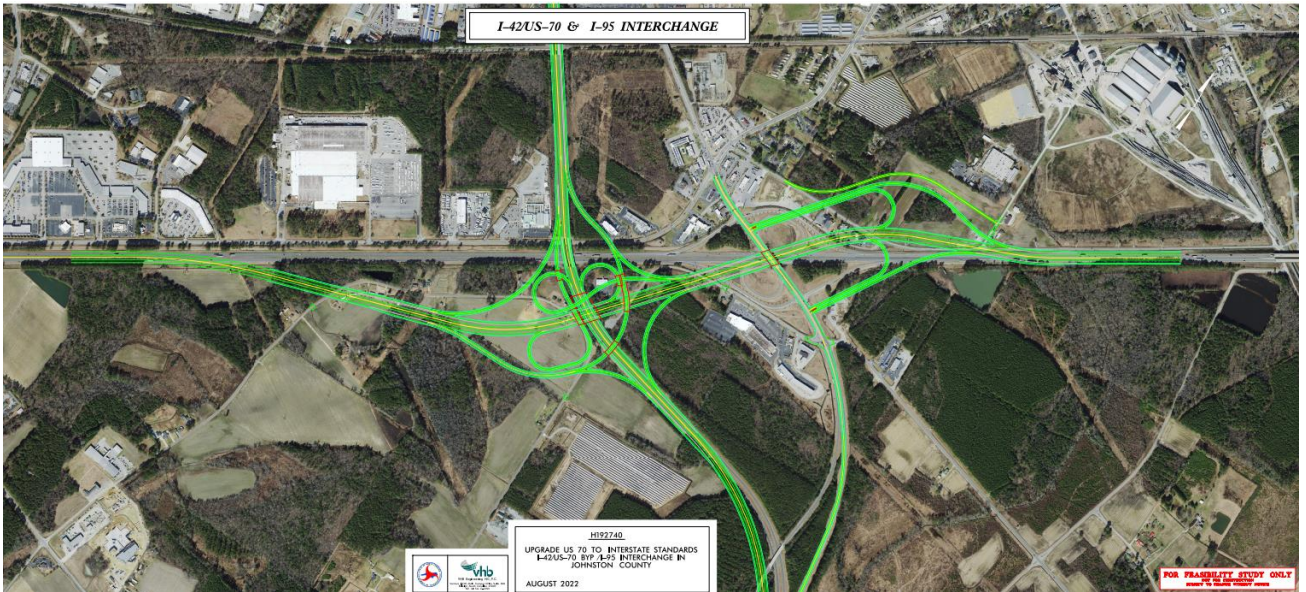 I-42/US-70 & I-95 INTERCHANGE
H192740
UPGRADE US 70 TO INTERSTATE STANDARDS
I-42/US-70 BYP /I-95 INTERCHANGE IN
JOHNSTON COUNTY
AUGUST 2022
vhb
FOR FEASIBILITY STUDY ONLY